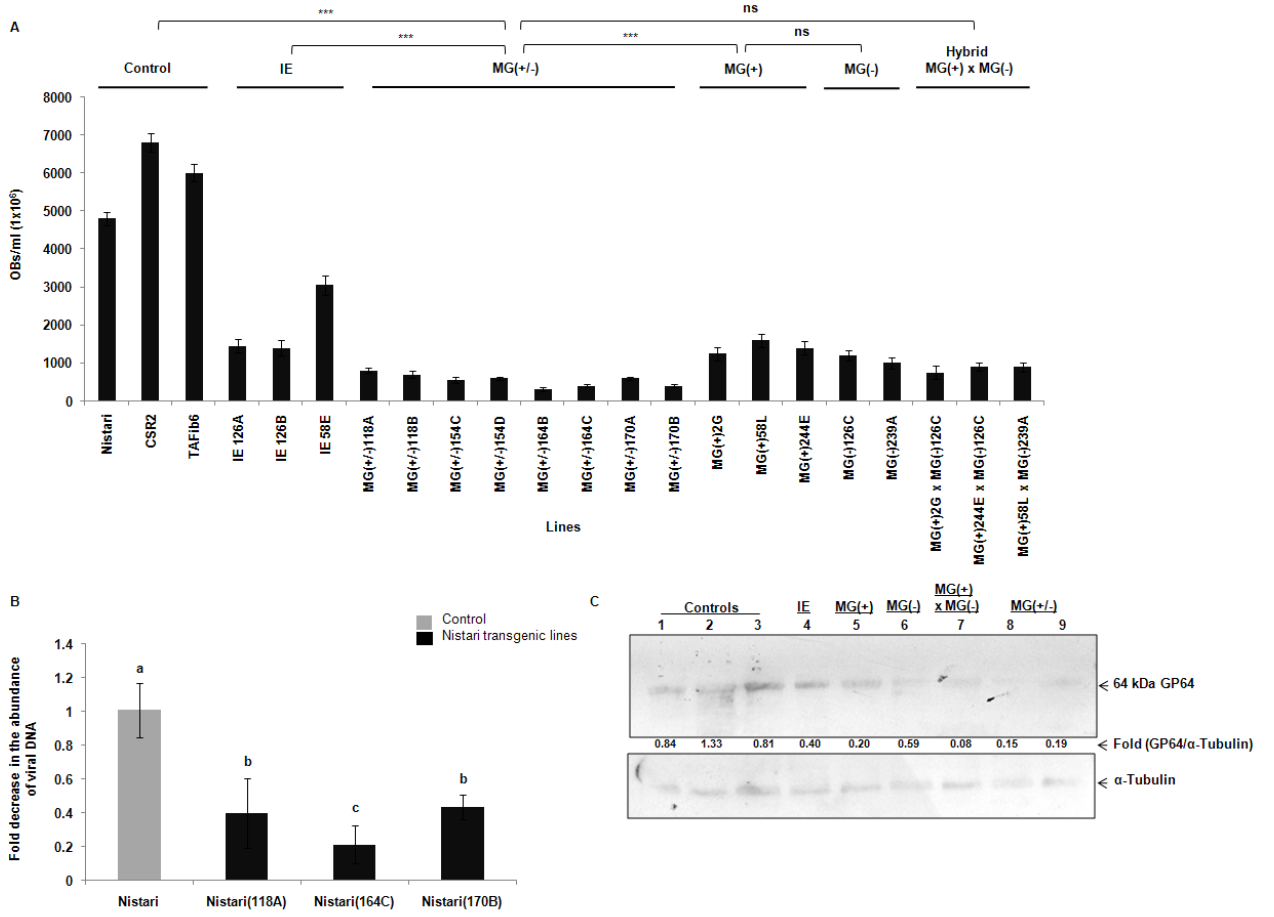 A
***
ns
***
***
ns
Control
IE
MG(+/-)
MG(+)
MG(-)
Hybrid
MG(+) x MG(-)
OBs/ml (1x10⁶)
8000
7000
6000
5000
4000
3000
2000
1000
0
Nistari
CSR2
TAFib6
IE 126A
IE 126B
IE 58E
MG(+/-)118A
MG(+/-)118B
MG(+/-)154C
MG(+/-)154D
MG(+/-)164B
MG(+/-)164C
MG(+/-)170A
MG(+/-)170B
MG(+)2G
MG(+)58L
MG(+)244E
MG(-)126C
MG(-)239A
MG(+)2G x MG(-)126C
MG(+)244E x MG(-)126C
MG(+)58L x MG(-)239A
Lines
B
Control
Nistari transgenic lines
Fold decrease in the abundance
of viral DNA
1.4
1.2
1
0.8
0.6
0.4
0.2
0
a
b
c
b
Nistari
Nistari(118A)
Nistari(164C)
Nistari(170B)
C
Controls
IE
MG(+)
MG(-)
MG(+)
x MG(-)
MG(+/-)
1 2 3 4 5 6 7 8 9
64 kDa GP64
0.84 1.33 0.81 0.40 0.20 0.59 0.08 0.15 0.19
Fold (GP64/α-Tubulin)
α-Tubulin